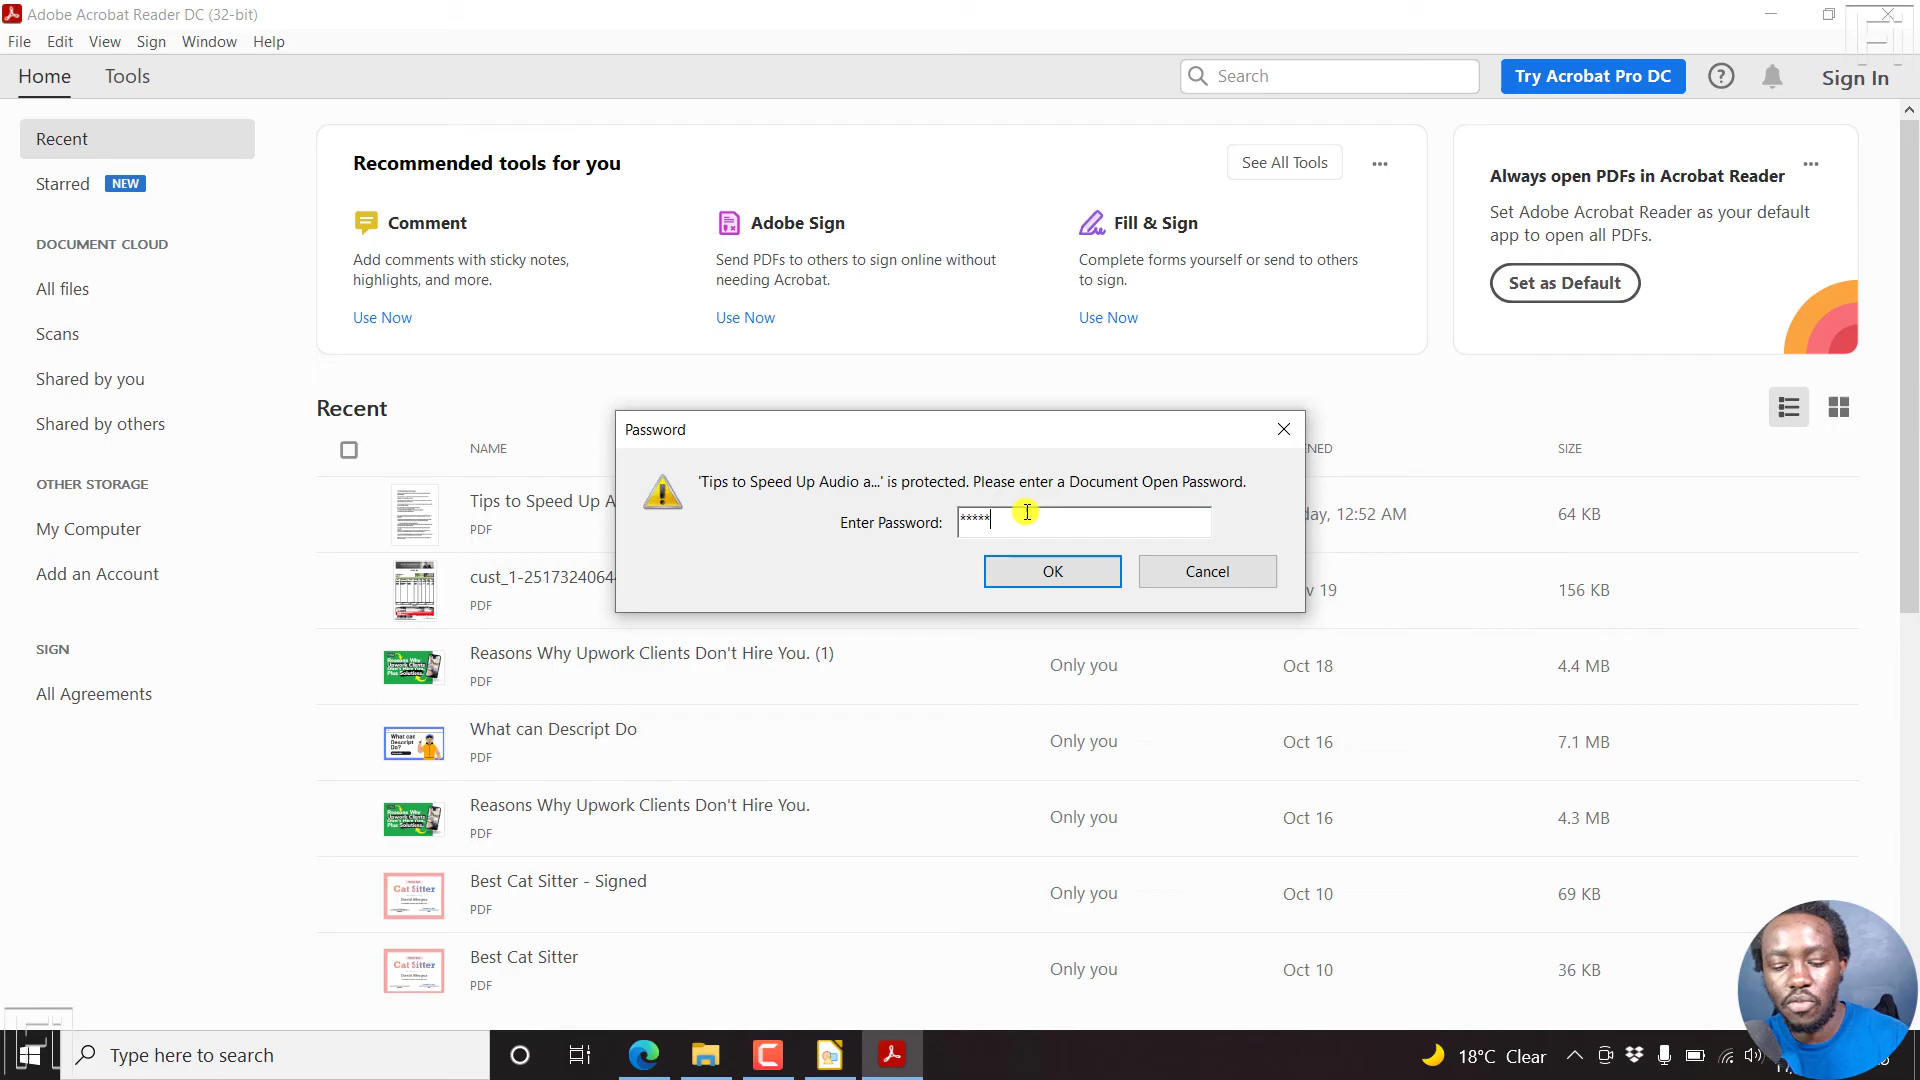 Adobe Acrobat Reader DC (32-bit)
File Edit View Sign Window Help
Home Tools
Search
Try Acrobat Pro DC
Sign In
Recent
Starred NEW
DOCUMENT CLOUD
All files
Scans
Shared by you
Shared by others
OTHER STORAGE
My Computer
Add an Account
SIGN
All Agreements
Recommended tools for you
See All Tools
Comment
Add comments with sticky notes,
highlights, and more.
Use Now
Adobe Sign
Send PDFs to others to sign online without
needing Acrobat.
Use Now
Fill & Sign
Complete forms yourself or send to others
to sign.
Use Now
Always open PDFs in Acrobat Reader
Set Adobe Acrobat Reader as your default
app to open all PDFs.
Set as Default
Recent
NAME SIZE
Password
'Tips to Speed Up Audio a...' is protected. Please enter a Document Open Password.
Enter Password: *****
OK Cancel
Tips to Speed Up A
PDF
12:52 AM 64 KB
cust_1-2517324064
PDF
19 156 KB
Reasons Why Upwork Clients Don't Hire You. (1)
PDF
Only you Oct 18 4.4 MB
What can Descript Do
PDF
Only you Oct 16 7.1 MB
Reasons Why Upwork Clients Don't Hire You.
PDF
Only you Oct 16 4.3 MB
Best Cat Sitter - Signed
PDF
Only you Oct 10 69 KB
Best Cat Sitter
PDF
Only you Oct 10 36 KB
Type here to search
18°C Clear